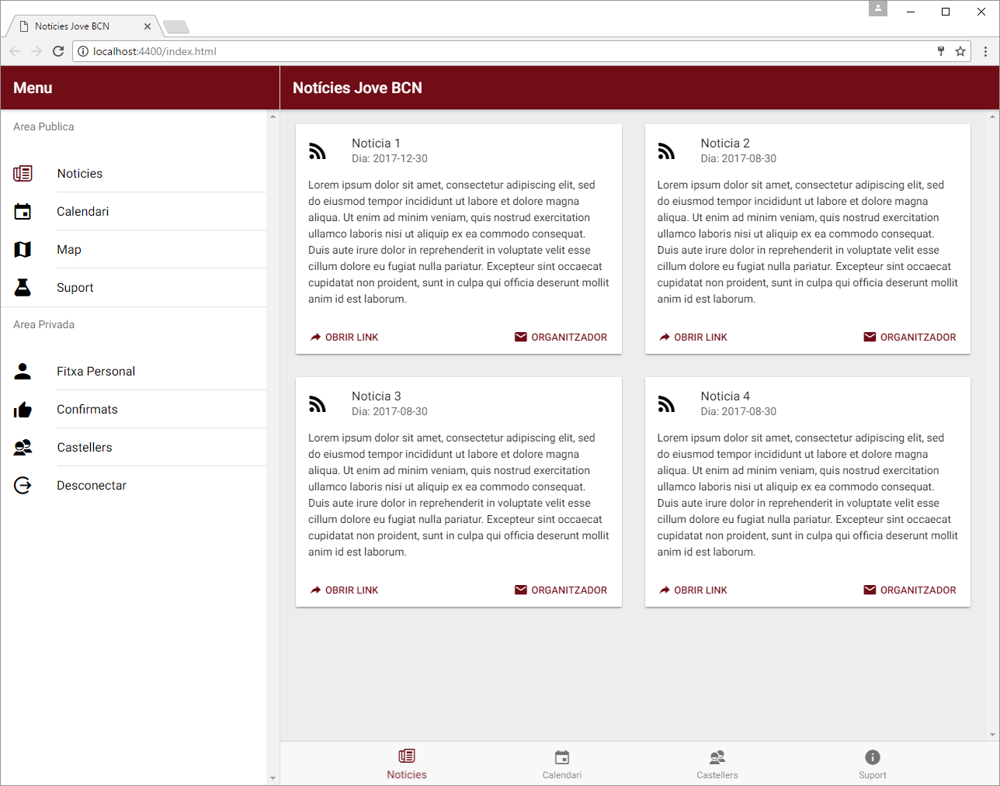 Notícies Jove BCN
localhost:4400/index.html
Menu
Notícies Jove BCN
Area Publica
Noticies
Calendari
Map
Suport
Area Privada
Fitxa Personal
Confirmats
Castellers
Desconectar
Noticia 1
Dia: 2017-12-30
Lorem ipsum dolor sit amet, consectetur adipiscing elit, sed
do eiusmod tempor incididunt ut labore et dolore magna
aliqua. Ut enim ad minim veniam, quis nostrud exercitation
ullamco laboris nisi ut aliquip ex ea commodo consequat.
Duis aute irure dolor in reprehenderit in voluptate velit esse
cillum dolore eu fugiat nulla pariatur. Excepteur sint occaecat
cupidatat non proident, sunt in culpa qui officia deserunt mollit
anim id est laborum.
OBRIR LINK
ORGANITZADOR
Noticia 2
Dia: 2017-08-30
Lorem ipsum dolor sit amet, consectetur adipiscing elit, sed
do eiusmod tempor incididunt ut labore et dolore magna
aliqua. Ut enim ad minim veniam, quis nostrud exercitation
ullamco laboris nisi ut aliquip ex ea commodo consequat.
Duis aute irure dolor in reprehenderit in voluptate velit esse
cillum dolore eu fugiat nulla pariatur. Excepteur sint occaecat
cupidatat non proident, sunt in culpa qui officia deserunt mollit
anim id est laborum.
OBRIR LINK
ORGANITZADOR
Noticia 3
Dia: 2017-08-30
Lorem ipsum dolor sit amet, consectetur adipiscing elit, sed
do eiusmod tempor incididunt ut labore et dolore magna
aliqua. Ut enim ad minim veniam, quis nostrud exercitation
ullamco laboris nisi ut aliquip ex ea commodo consequat.
Duis aute irure dolor in reprehenderit in voluptate velit esse
cillum dolore eu fugiat nulla pariatur. Excepteur sint occaecat
cupidatat non proident, sunt in culpa qui officia deserunt mollit
anim id est laborum.
OBRIR LINK
ORGANITZADOR
Noticia 4
Dia: 2017-08-30
Lorem ipsum dolor sit amet, consectetur adipiscing elit, sed
do eiusmod tempor incididunt ut labore et dolore magna
aliqua. Ut enim ad minim veniam, quis nostrud exercitation
ullamco laboris nisi ut aliquip ex ea commodo consequat.
Duis aute irure dolor in reprehenderit in voluptate velit esse
cillum dolore eu fugiat nulla pariatur. Excepteur sint occaecat
cupidatat non proident, sunt in culpa qui officia deserunt mollit
anim id est laborum.
OBRIR LINK
ORGANITZADOR
Noticies
Calendari
Castellers
Suport